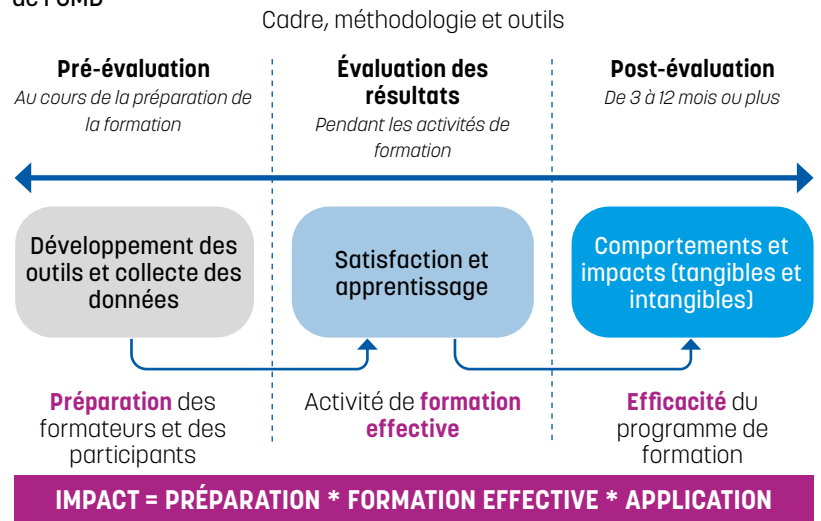 de l'OMD
Cadre, méthodologie et outils
Pré-évaluation
Au cours de la préparation de
la formation
Évaluation des
résultats
Pendant les activités de
formation
Post-évaluation
De 3 à 12 mois ou plus
Développement des
outils et collecte des
données
Satisfaction et
apprentissage
Comportements et
impacts (tangibles et
intangibles)
Préparation des
formateurs et des
participants
Activité de formation
effective
Efficacité du
programme de
formation
IMPACT = PRÉPARATION * FORMATION EFFECTIVE * APPLICATION